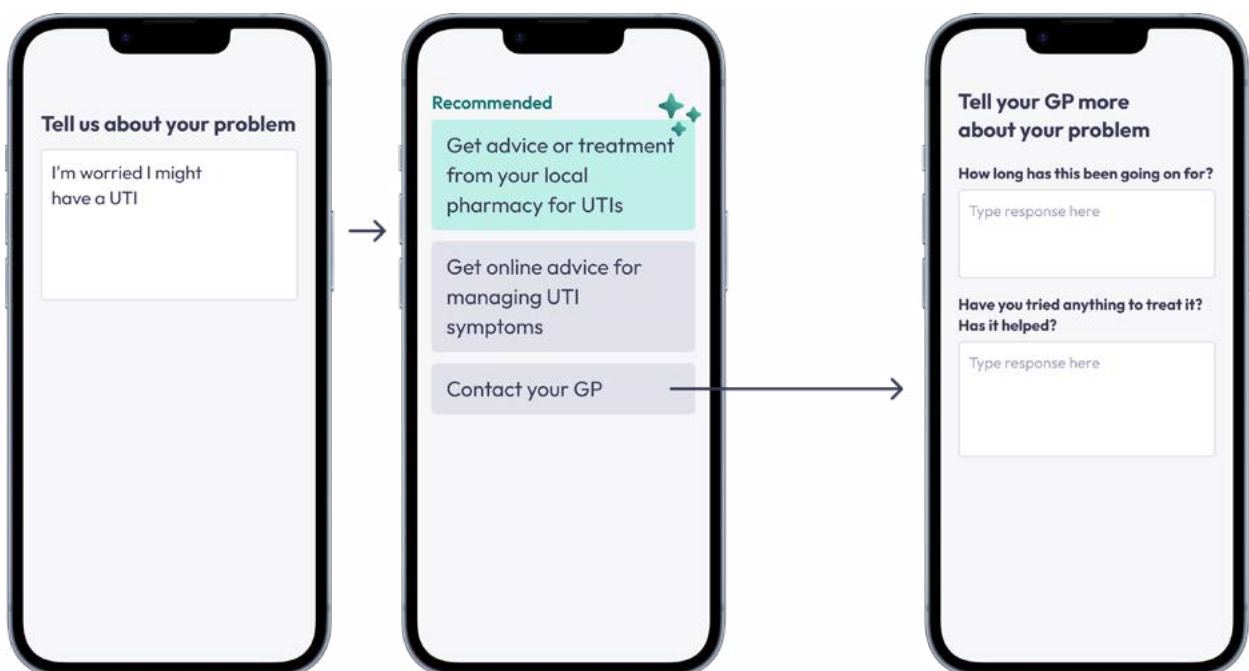 Tell us about your problem
I'm worried I might
have a UTI
Recommended
Get advice or treatment
from your local
pharmacy for UTIs
Get online advice for
managing UTI
symptoms
Contact your GP
Tell your GP more
about your problem
How long has this been going on for?
Type response here
Have you tried anything to treat it?
Has it helped?
Type response here